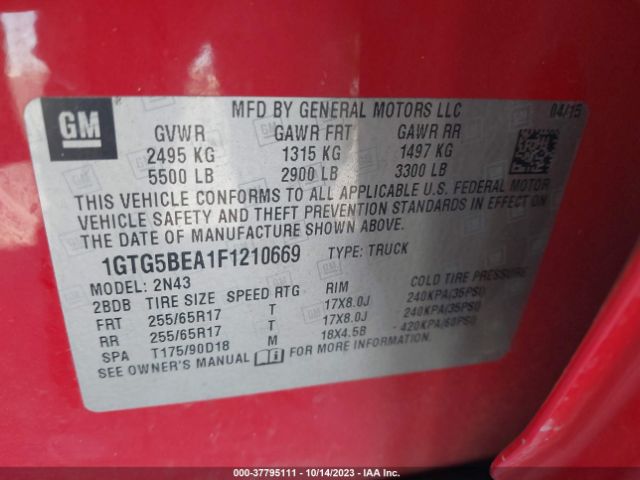 GM
MFD BY GENERAL MOTORS LLC 04/15
GVWR GAWR FRT GAWR RR
2495 KG 1315 KG 1497 KG
5500 LB 2900 LB 3300 LB
THIS VEHICLE CONFORMS TO ALL APPLICABLE U.S. FEDERAL MOTOR
VEHICLE SAFETY AND THEFT PREVENTION STANDARDS IN EFFECT ON
THE DATE OF MANUFACTURE SHOWN ABOVE.
1GTG5BEA1F1210669 TYPE: TRUCK
MODEL: 2N43
2BDB TIRE SIZE SPEED RTG RIM COLD TIRE PRESSURE
FRT 255/65R17 T 17X8.0J 240KPA(35PSI)
RR 255/65R17 T 17X8.0J 240KPA(35PSI)
SPA T175/90D18 M 18X4.5B 420KPA(60PSI)
SEE OWNER'S MANUAL FOR MORE INFORMATION.
000-37795111 - 10/14/2023 - IAA Inc.